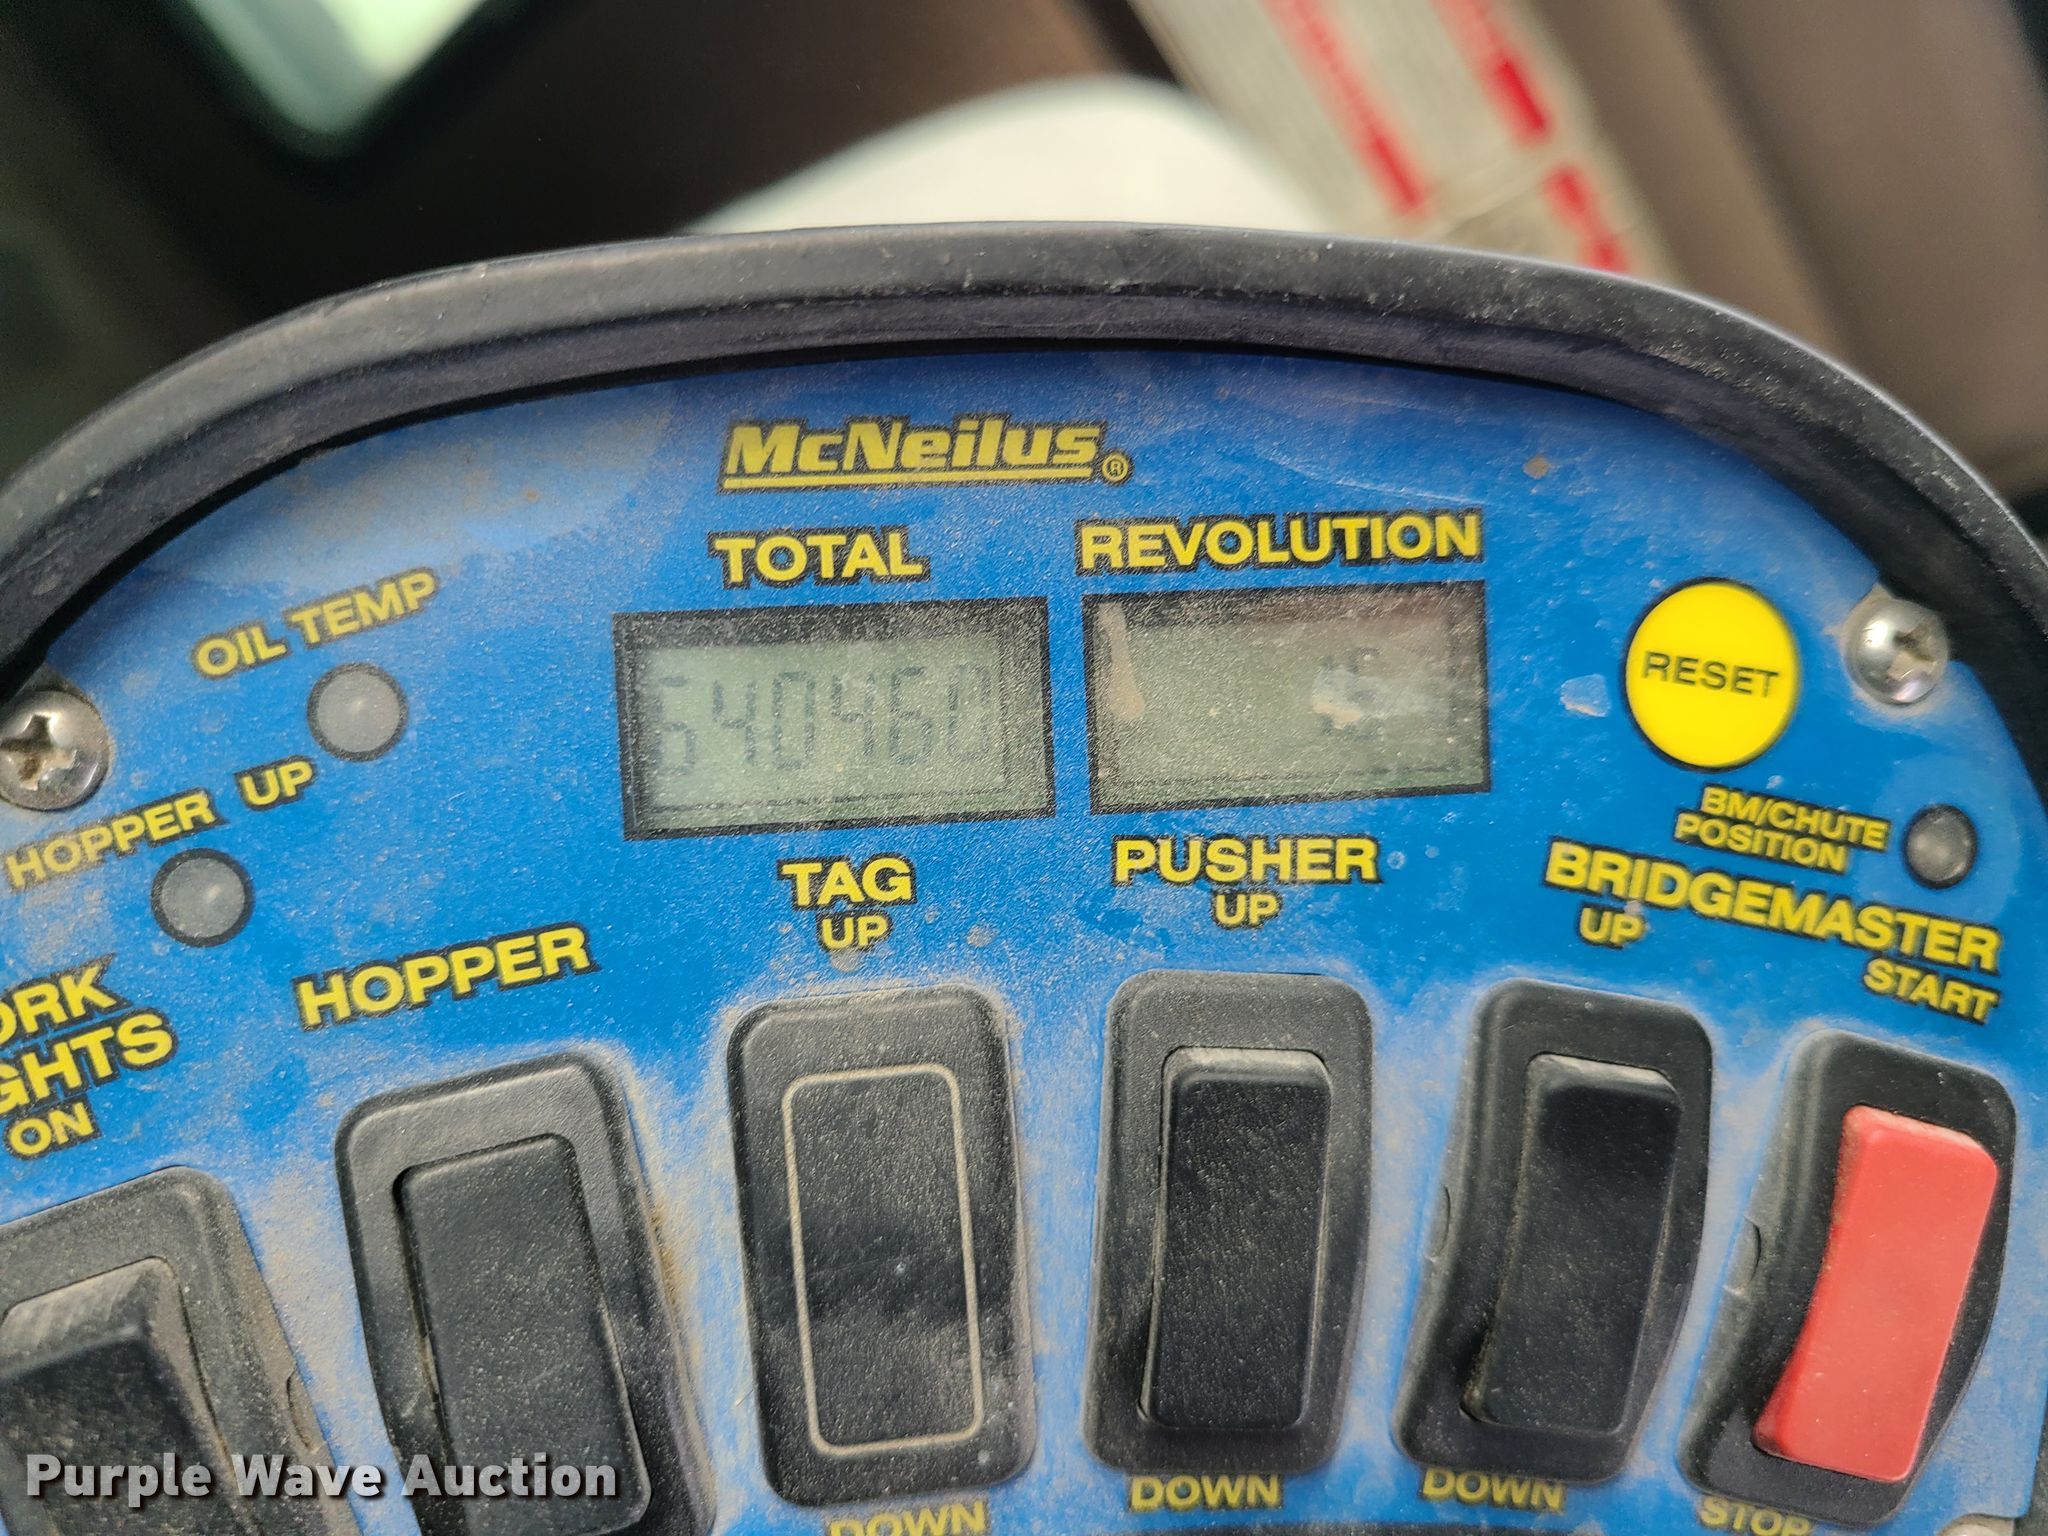 McNeilus®
TOTAL
REVOLUTION
OIL TEMP
640460
RESET
HOPPER UP
BM/CHUTE
POSITION
TAG
UP
PUSHER
UP
BRIDGEMASTER
UP
START
HOPPER
ORK
GHTS
ON
DOWN
DOWN
DOWN
STOP
Purple Wave Auction